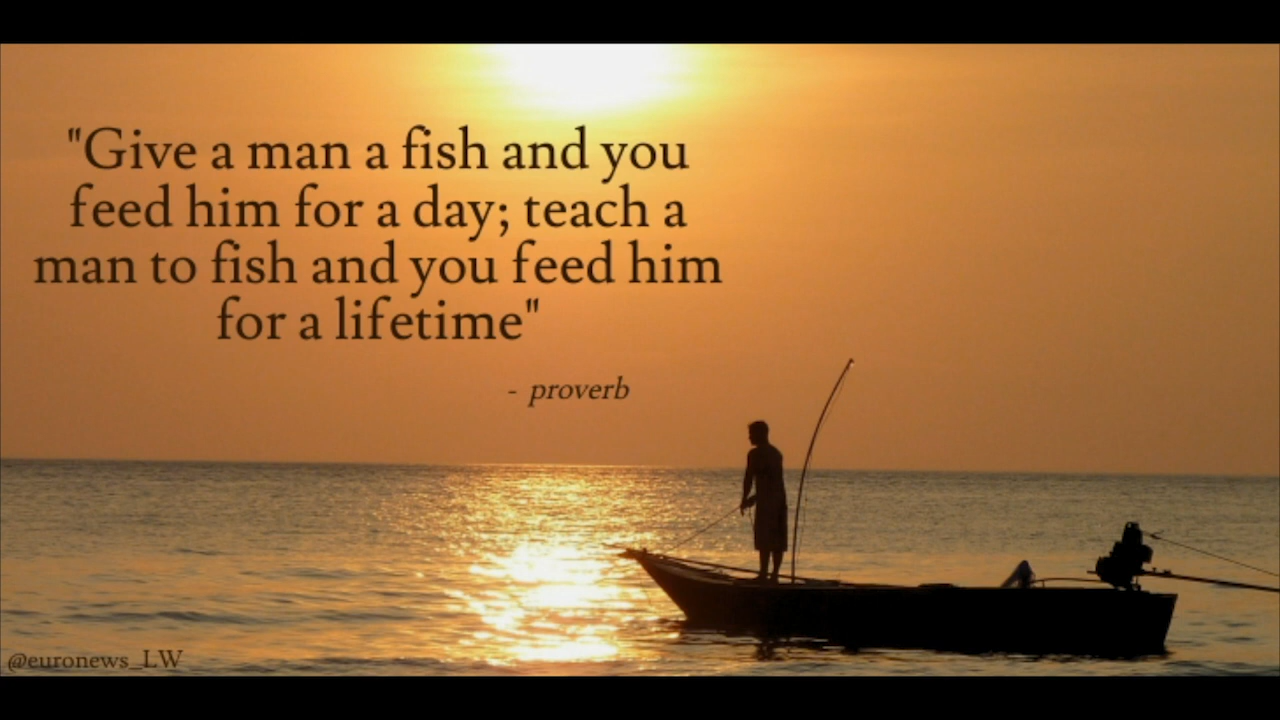 "Give a man a fish and you
feed him for a day; teach a
man to fish and you feed him
for a lifetime"
- proverb
@euronews_LW